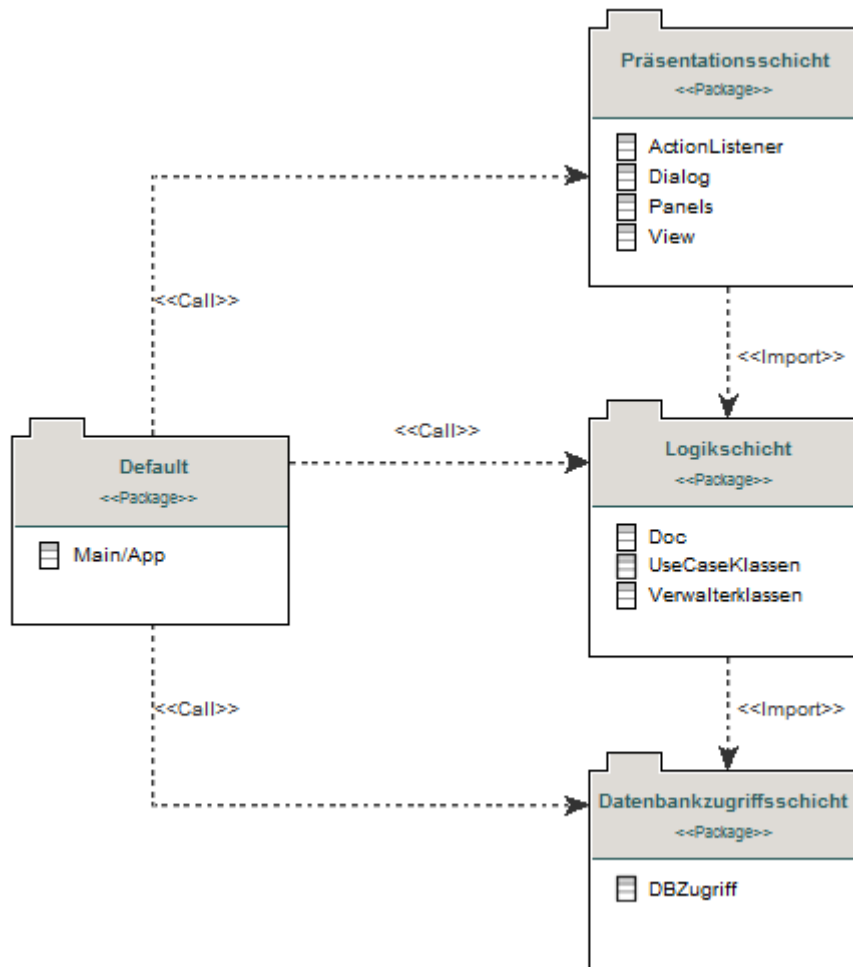 Präsentationsschicht
<<Package>>
ActionListener
Dialog
Panels
View
<<Call>>
<<Import>>
<<Call>>
Default
<<Package>>
Main/App
Logikschicht
<<Package>>
Doc
UseCaseKlassen
Verwalterklassen
<<Call>>
<<Import>>
Datenbankzugriffsschicht
<<Package>>
DBZugriff